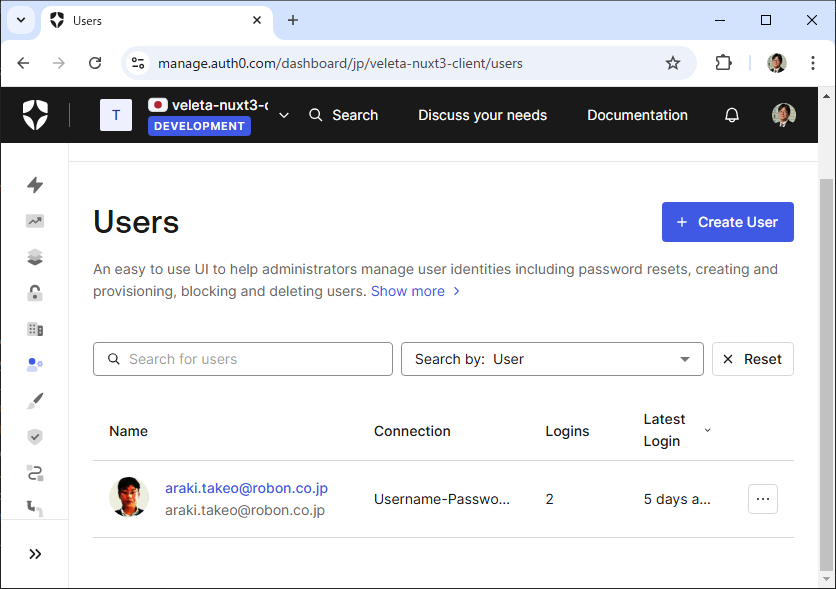 Users
manage.auth0.com/dashboard/jp/veleta-nuxt3-client/users
T
veleta-nuxt3-c
DEVELOPMENT
Search
Discuss your needs
Documentation
Users
+ Create User
An easy to use UI to help administrators manage user identities including password resets, creating and
provisioning, blocking and deleting users. Show more
Search for users
Search by: User
Reset
Name
Connection
Logins
Latest
Login
araki.takeo@robon.co.jp
araki.takeo@robon.co.jp
Username-Passwo...
2
5 days a...